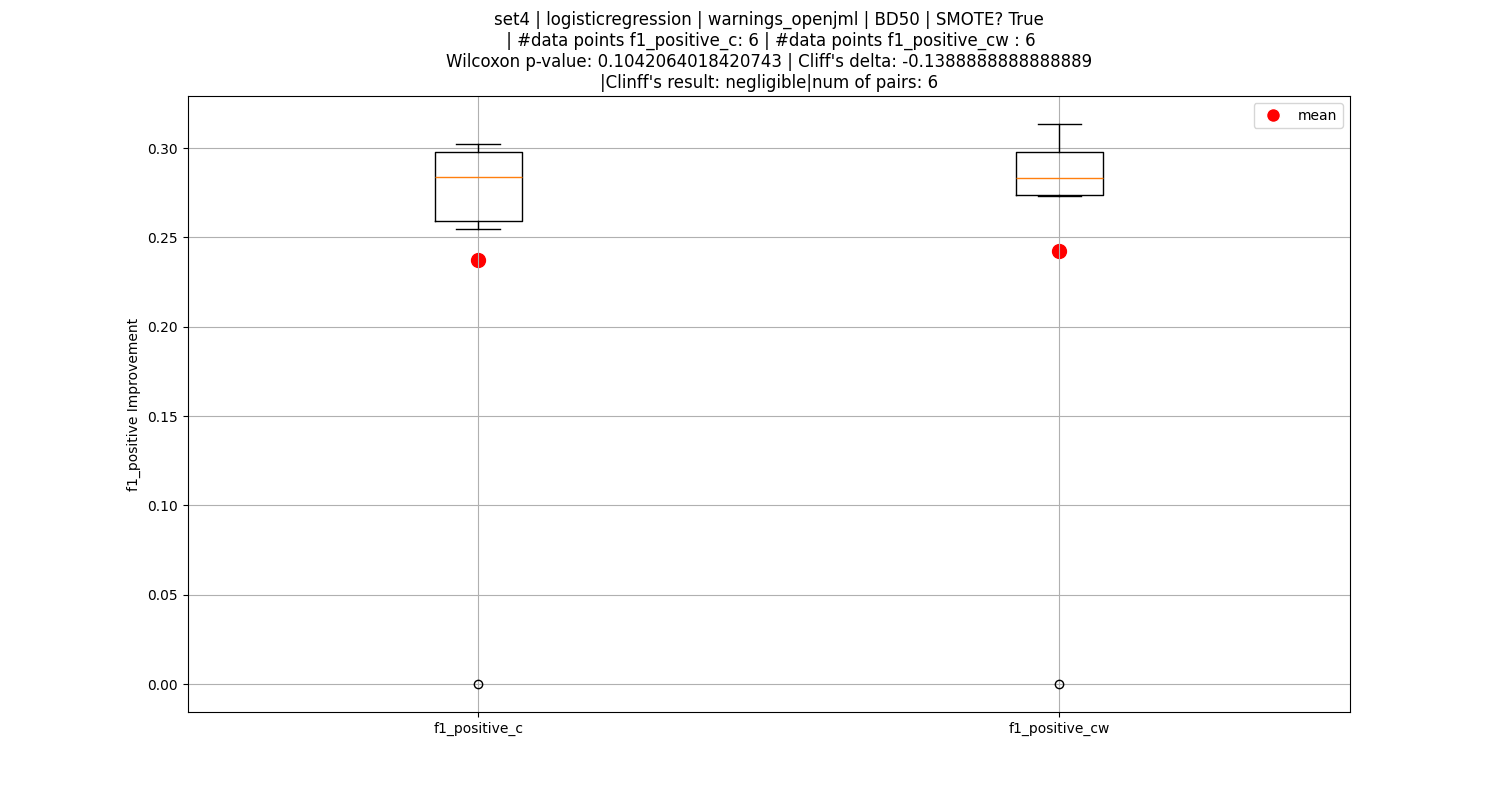 set4 | logisticregression | warnings_openjml | BD50 | SMOTE? True
| #data points f1_positive_c: 6 | #data points f1_positive_cw : 6
Wilcoxon p-value: 0.1042064018420743 | Cliff's delta: -0.1388888888888889
|Clinff's result: negligible|num of pairs: 6
mean
0.30
0.25
0.20
0.15
0.10
0.05
0.00
f1_positive Improvement
f1_positive_c
f1_positive_cw